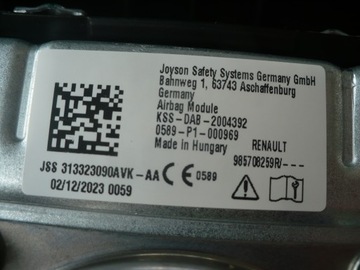 Joyson Safety Systems Germany GmbH
Bahnweg 1, 63743 Aschaffenburg
Germany
Airbag Module
KSS-DAB-2004392
0589-P1-000969
Made in Hungary
RENAULT
985708259R/----
JSS 313323090AVK-AA CE 0589
02/12/2023 0059